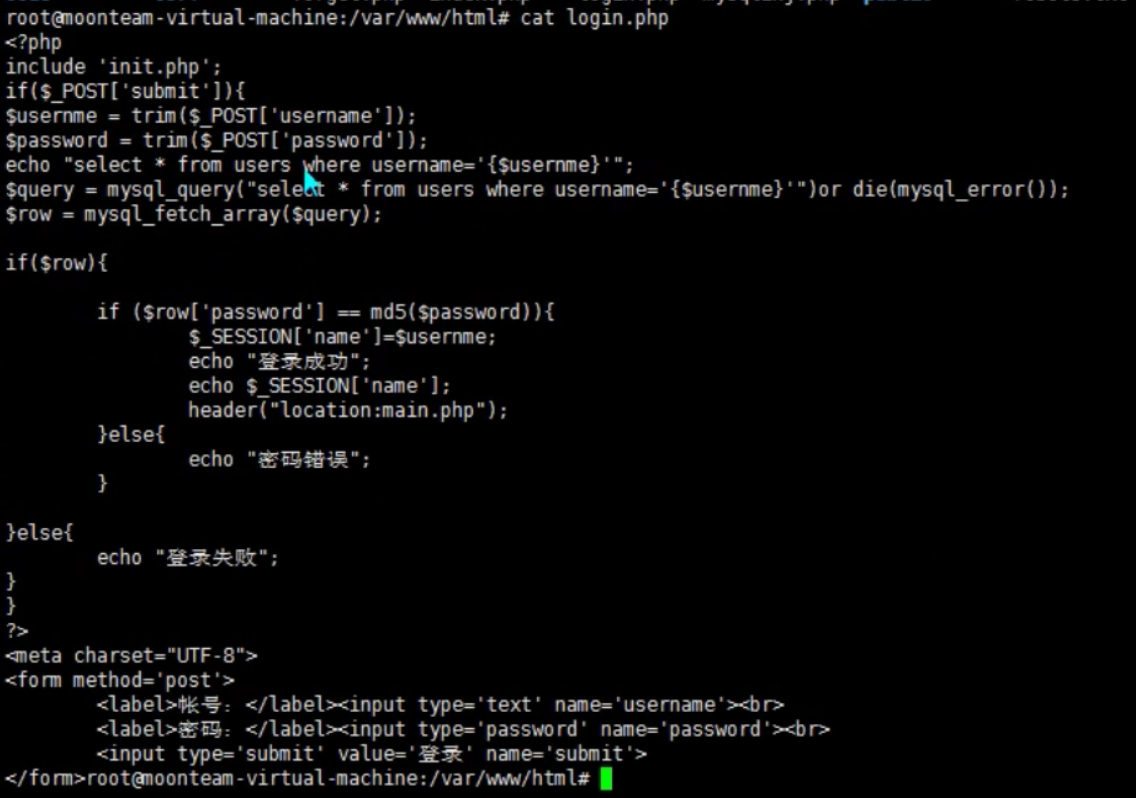 root@moonteam-virtual-machine:/var/www/html# cat login.php
<?php
include 'init.php';
if($_POST['submit']){
$usernme = trim($_POST['username']);
$password = trim($_POST['password']);
echo "select * from users where username='{$usernme}'";
$query = mysql_query("select * from users where username='{$usernme}'")or die(mysql_error());
$row = mysql_fetch_array($query);
if($row){
if ($row['password'] == md5($password)){
$_SESSION['name']=$usernme;
echo "登录成功";
echo $_SESSION['name'];
header("location:main.php");
}else{
echo "密码错误";
}
}else{
echo "登录失败";
}
}
?>
<meta charset="UTF-8">
<form method='post'>
<label>帐号：</label><input type='text' name='username'><br>
<label>密码：</label><input type='password' name='password'><br>
<input type='submit' value='登录' name='submit'>
</form>root@moonteam-virtual-machine:/var/www/html#